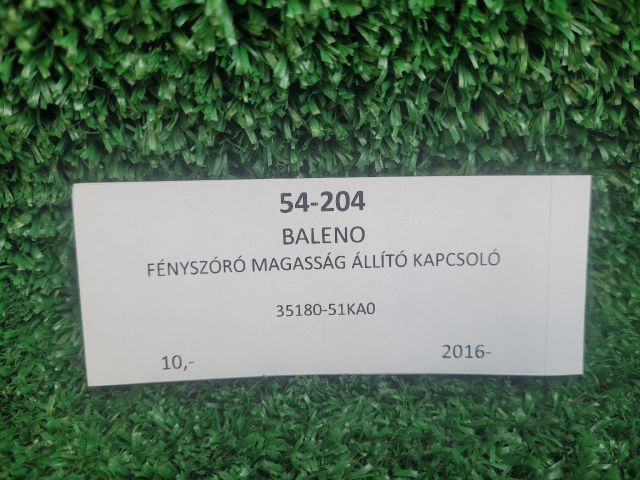 54-204
BALENO
FÉNYSZÓRÓ MAGASSÁG ÁLLÍTÓ KAPCSOLÓ
35180-51KA0
10,- 2016-